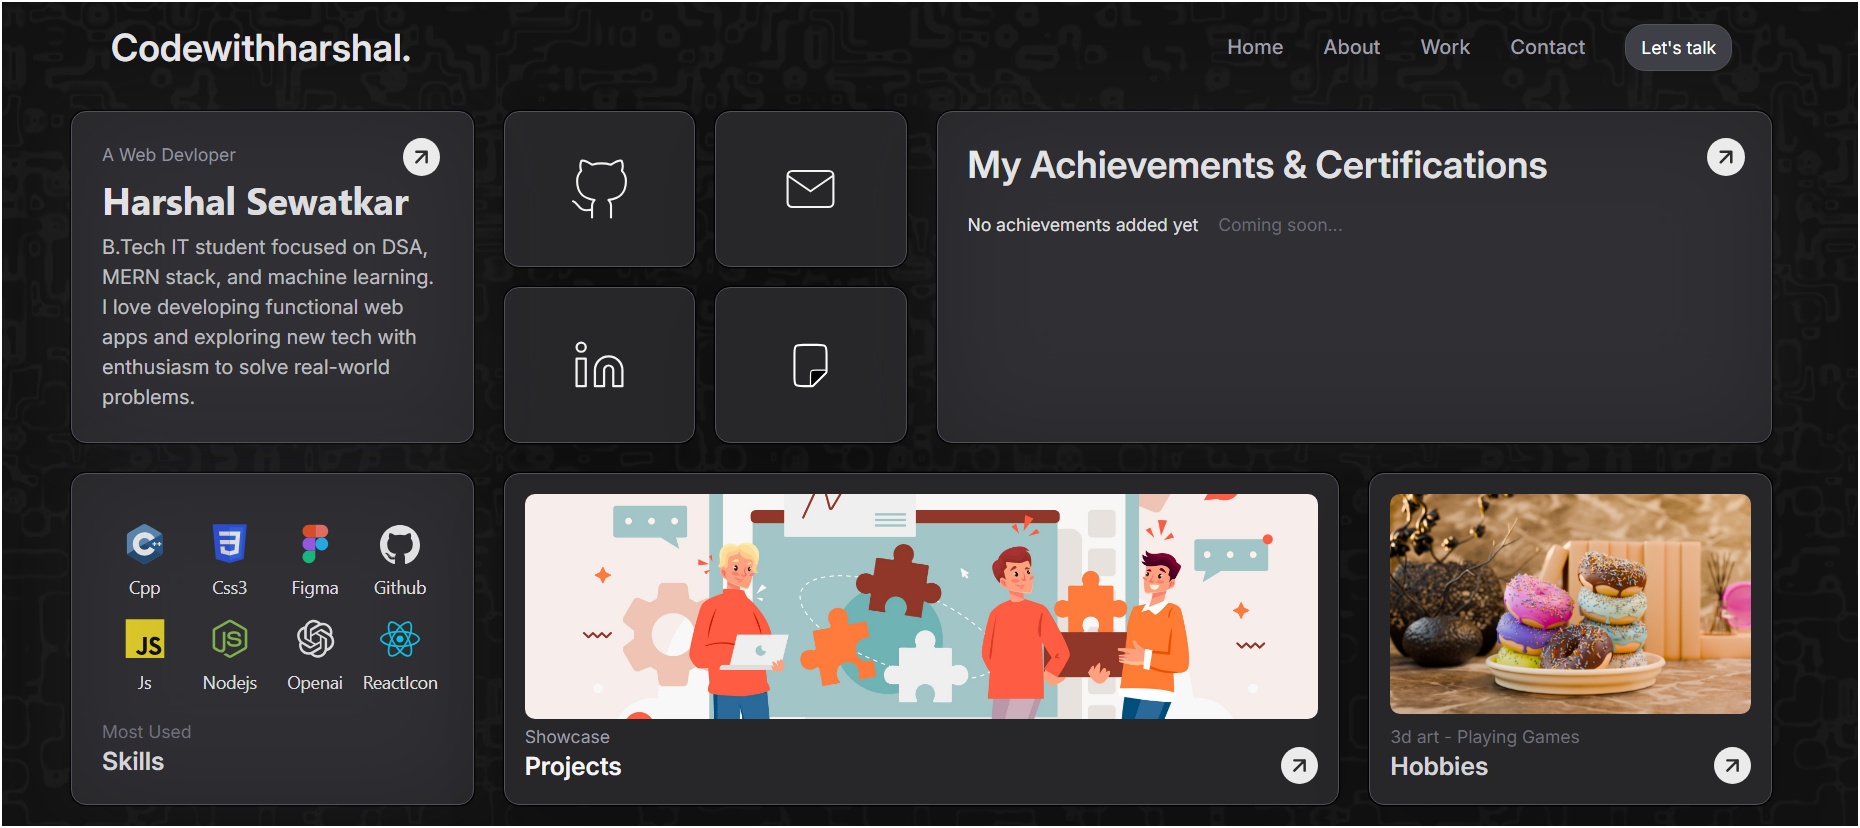 Codewithharshal.
Home
About
Work
Contact
Let's talk
A Web Devloper
Harshal Sewatkar
B.Tech IT student focused on DSA,
MERN stack, and machine learning.
I love developing functional web
apps and exploring new tech with
enthusiasm to solve real-world
problems.
My Achievements & Certifications
No achievements added yet
Coming soon...
C++
3
JS
JS
Cpp
Css3
Figma
Github
Js
Nodejs
Openai
ReactIcon
Most Used
Skills
Showcase
Projects
3d art - Playing Games
Hobbies
in